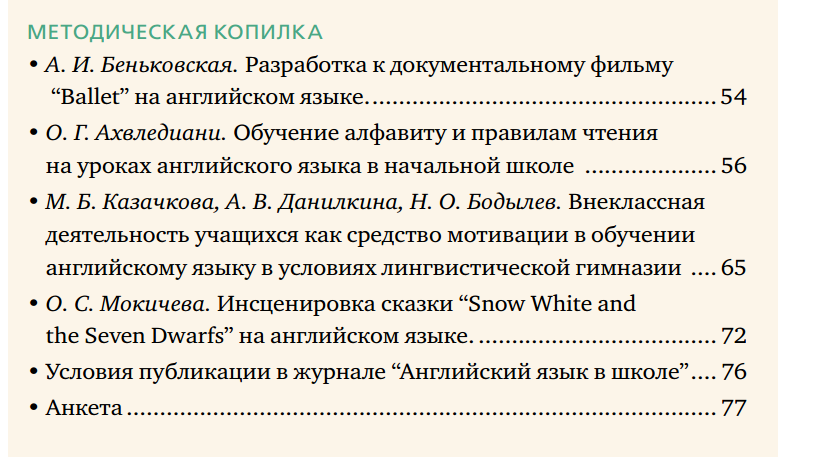 МЕТОДИЧЕСКАЯ КОПИЛКА
• А. И. Беньковская. Разработка к документальному фильму
“Ballet” на английском языке.......................................................54
• О. Г. Ахвледиани. Обучение алфавиту и правилам чтения
на уроках английского языка в начальной школе ....................56
• М. Б. Казачкова, А. В. Данилкина, Н. О. Бодылев. Внеклассная
деятельность учащихся как средство мотивации в обучении
английскому языку в условиях лингвистической гимназии ....65
• О. С. Мокичева. Инсценировка сказки “Snow White and
the Seven Dwarfs” на английском языке......................................72
• Условия публикации в журнале “Английский язык в школе”....76
• Анкета..........................................................................................77